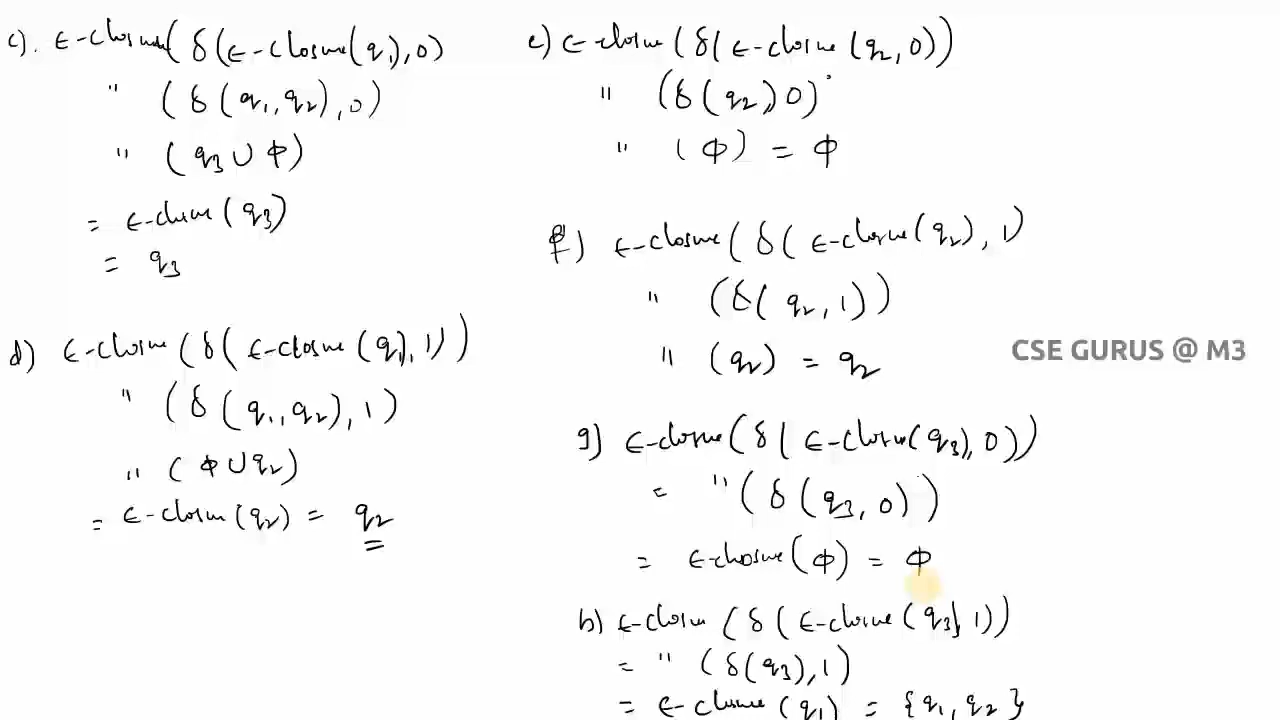 c). ε-closure(δ(ε-closure(q1),0)
" (δ(q1,q2),0)
" (q3 ∪ ϕ)
= ε-closure(q3)
= q3
d) ε-closure(δ(ε-closure(q1),1))
" (δ(q1,q2),1)
" (ϕ ∪ q2)
= ε-closure(q2) = q2
e) ε-closure(δ(ε-closure(q2,0))
" (δ(q2)0)
" (ϕ) = ϕ
f) ε-closure(δ(ε-closure(q2),1)
" (δ(q2,1))
" (q2) = q2
CSE GURUS @ M3
g) ε-closure(δ(ε-closure(q3),0))
= "(δ(q3,0))
= ε-closure(ϕ) = ϕ
h) ε-closure(δ(ε-closure(q3),1))
= " (δ(q3),1)
= ε-closure(q1) = {q1,q2}